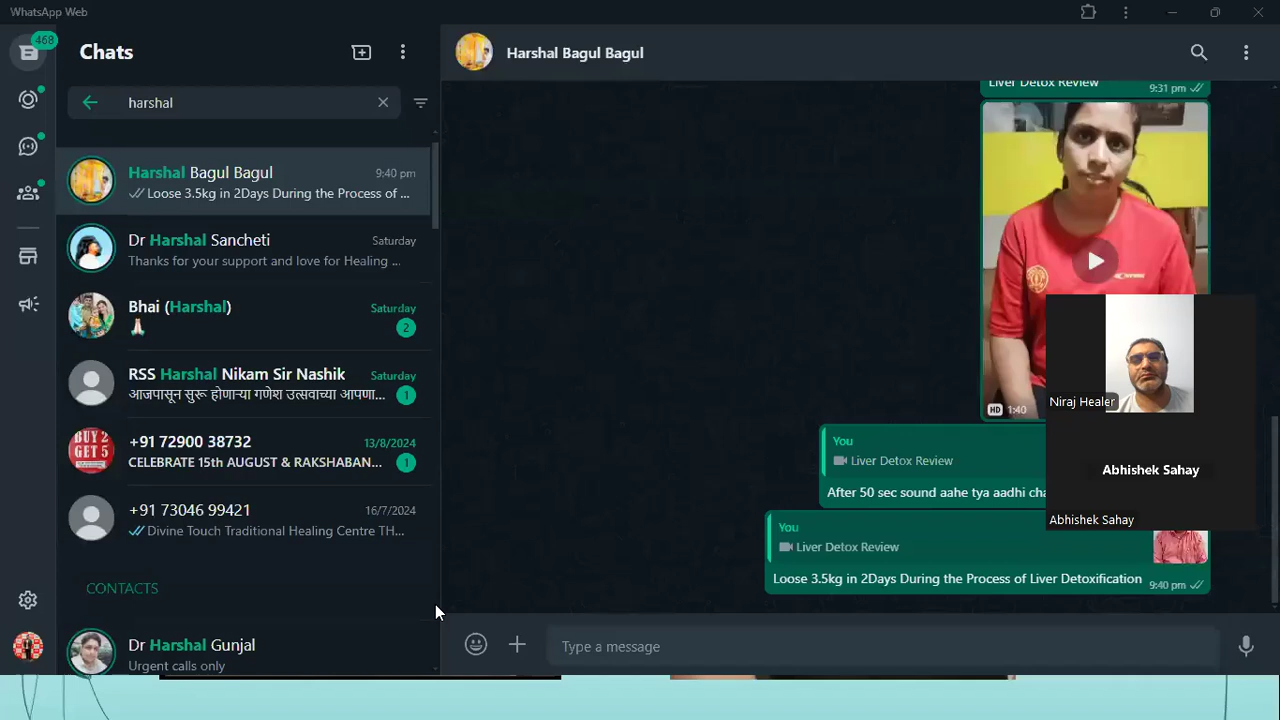 WhatsApp Web
468
Chats
harshal
Harshal Bagul Bagul
9:40 pm
Loose 3.5kg in 2Days During the Process of ...
Dr Harshal Sancheti
Saturday
Thanks for your support and love for Healing ...
Bhai (Harshal)
Saturday
🙏🏻
2
RSS Harshal Nikam Sir Nashik
Saturday
आजपासून सुरू होणाऱ्या गणेश उत्सवाच्या आपणा...
1
BUY 2
GET 5
+91 72900 38732
13/8/2024
CELEBRATE 15th AUGUST & RAKSHABAN...
1
+91 73046 99421
16/7/2024
Divine Touch Traditional Healing Centre TH...
CONTACTS
Dr Harshal Gunjal
Urgent calls only
Harshal Bagul Bagul
Liver Detox Review
9:31 pm
HD 1:40
You
Liver Detox Review
After 50 sec sound aahe tya aadhi cha
You
Liver Detox Review
Loose 3.5kg in 2Days During the Process of Liver Detoxification
9:40 pm
Type a message
Niraj Healer
Abhishek Sahay
Abhishek Sahay